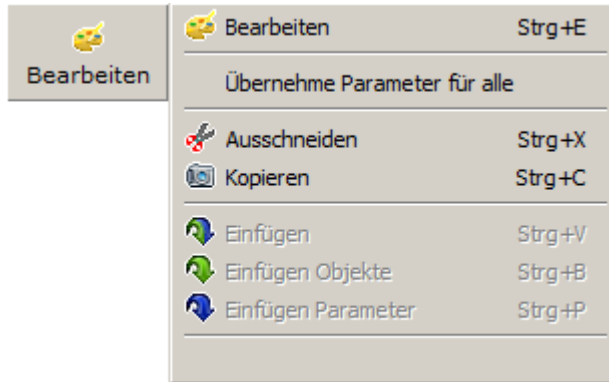 Bearbeiten
Bearbeiten Strg+E
Übernehme Parameter für alle
Ausschneiden Strg+X
Kopieren Strg+C
Einfügen Strg+V
Einfügen Objekte Strg+B
Einfügen Parameter Strg+P